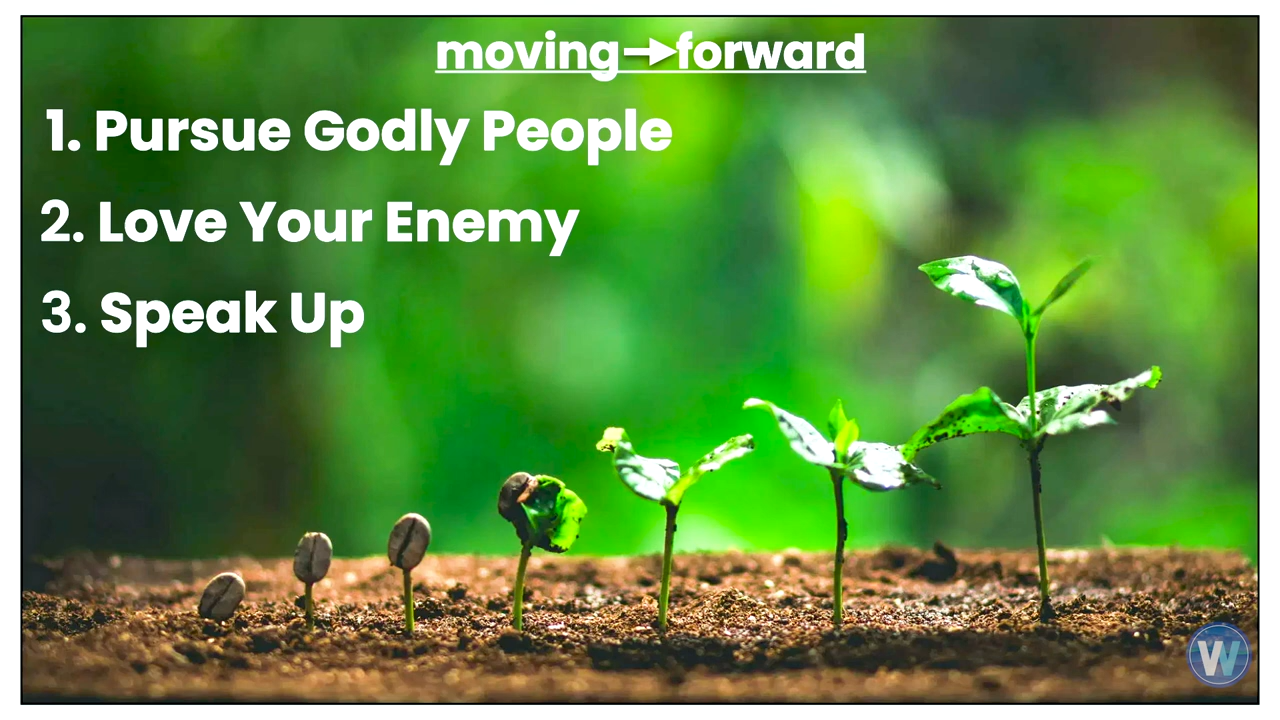 moving→forward
1. Pursue Godly People
2. Love Your Enemy
3. Speak Up
W